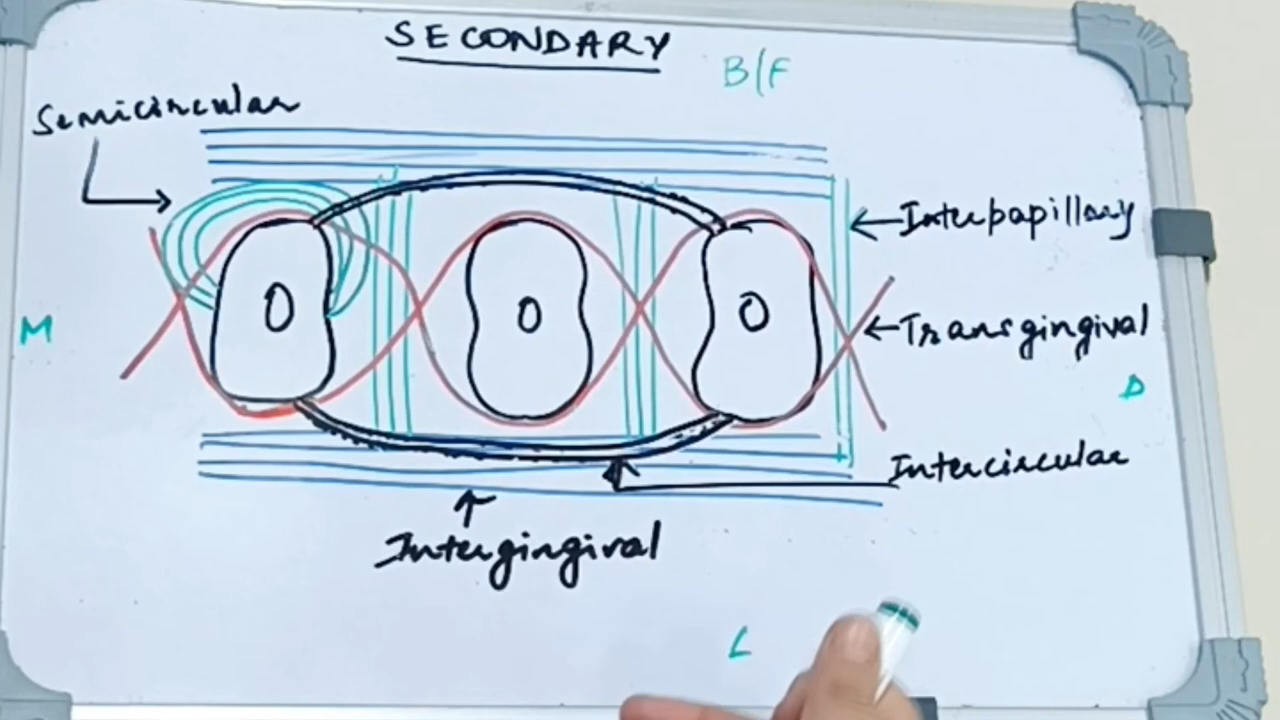 SECONDARY
B/F
Semicircular
Interpapillary
M
Transgingival
D
Intercircular
Intergingival
L